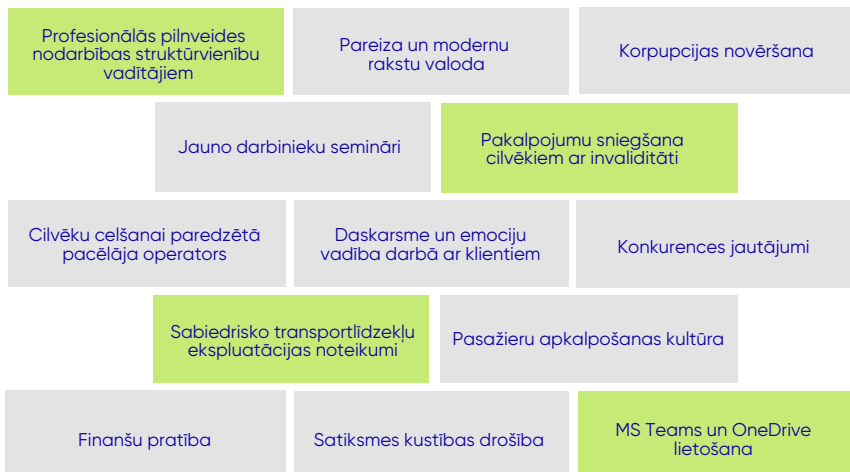 Profesionālās pilnveides
nodarbības struktūrvienību
vadītājiem
Pareiza un modernu
rakstu valoda
Korpupcijas novēršana
Jauno darbinieku semināri
Pakalpojumu sniegšana
cilvēkiem ar invaliditāti
Cilvēku celšanai paredzētā
pacēlāja operators
Daskarsme un emociju
vadība darbā ar klientiem
Konkurences jautājumi
Sabiedrisko transportlīdzekļu
ekspluatācijas noteikumi
Pasažieru apkalpošanas kultūra
Finanšu pratība
Satiksmes kustības drošība
MS Teams un OneDrive
lietošana